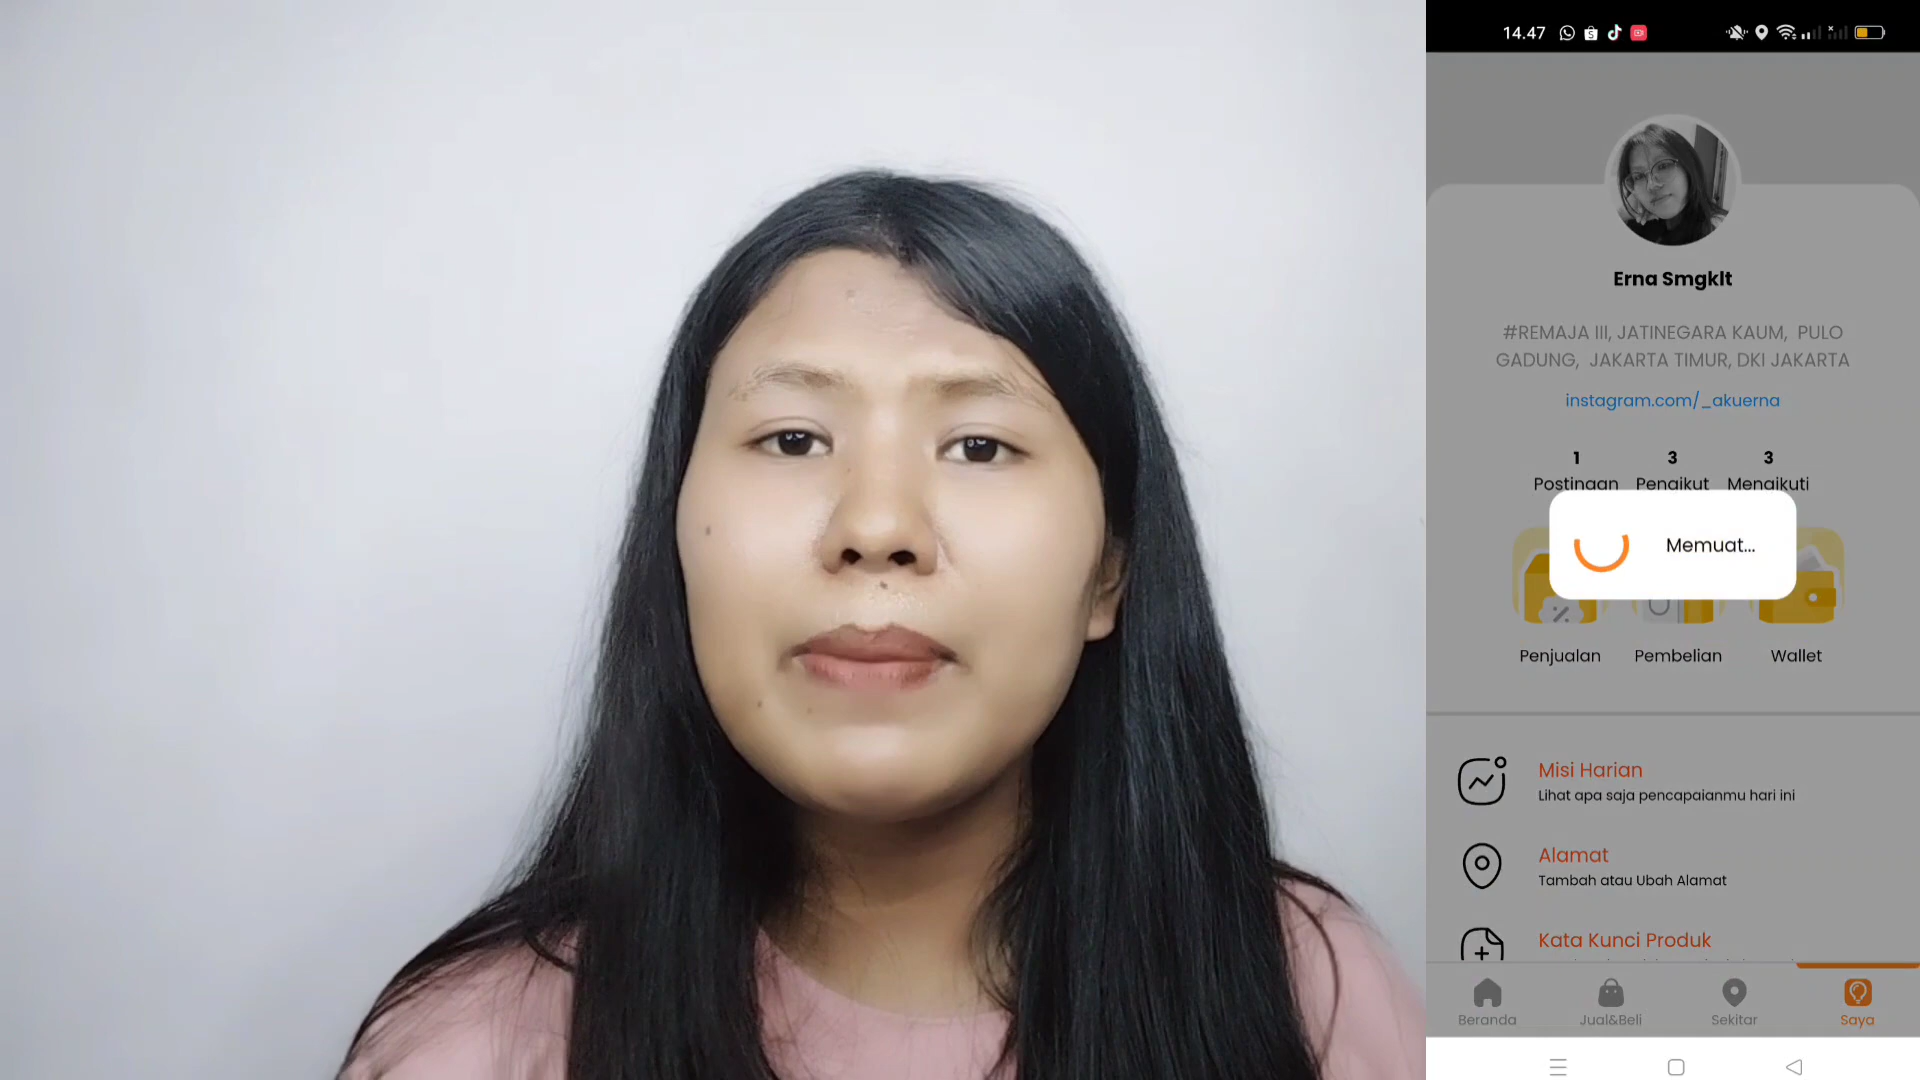 14.47
Erna Smgklt
#REMAJA III, JATINEGARA KAUM, PULO
GADUNG, JAKARTA TIMUR, DKI JAKARTA
instagram.com/_akuerna
1 3 3
Postingan Pengikut Mengikuti
Memuat...
Penjualan Pembelian Wallet
Misi Harian
Lihat apa saja pencapaianmu hari ini
Alamat
Tambah atau Ubah Alamat
Kata Kunci Produk
Beranda Jual&Beli Sekitar Saya